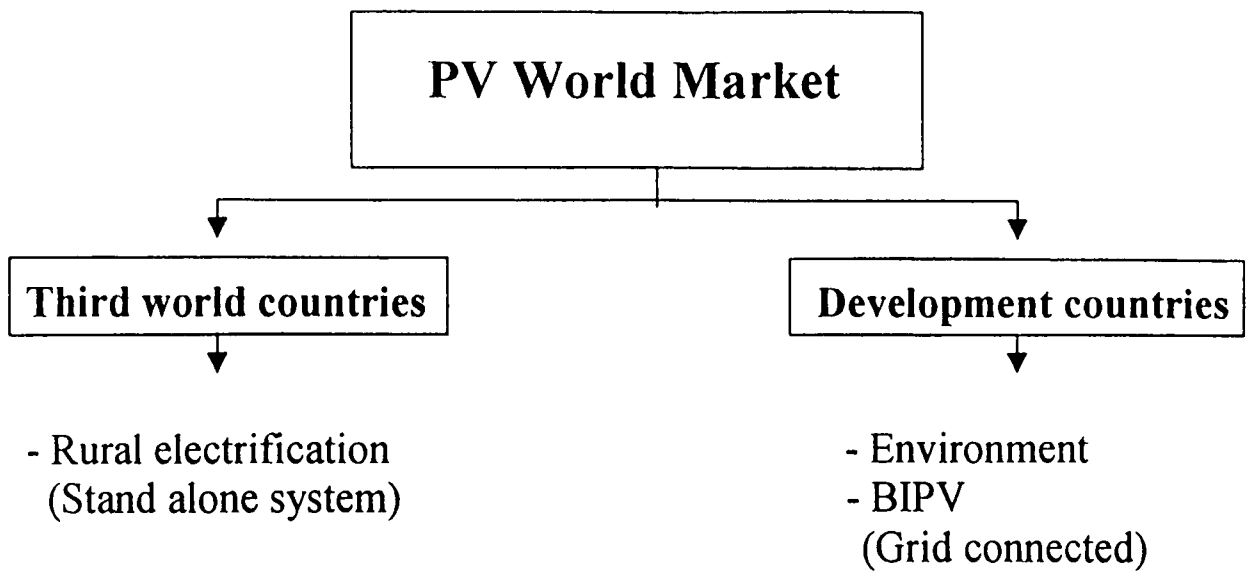 PV World Market
Third world countries
Development countries
- Rural electrification
(Stand alone system)
- Environment
- BIPV
(Grid connected)